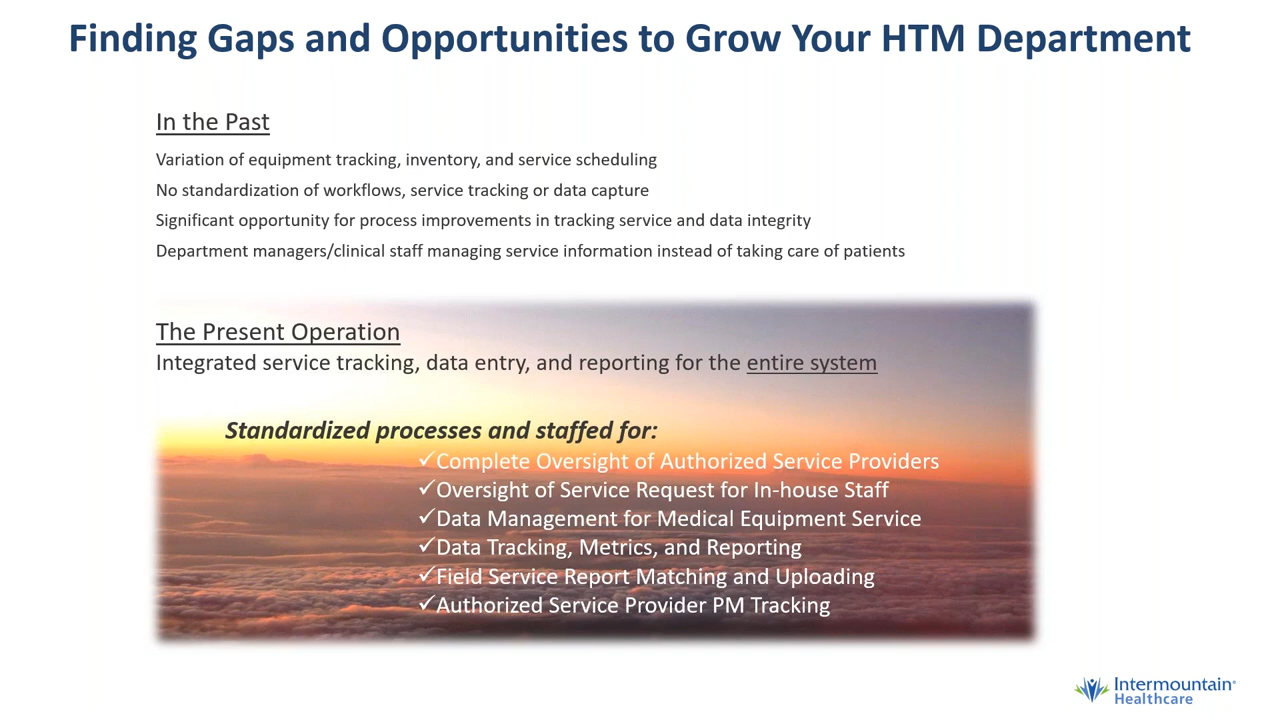 Finding Gaps and Opportunities to Grow Your HTM Department
In the Past
Variation of equipment tracking, inventory, and service scheduling
No standardization of workflows, service tracking or data capture
Significant opportunity for process improvements in tracking service and data integrity
Department managers/clinical staff managing service information instead of taking care of patients
The Present Operation
Integrated service tracking, data entry, and reporting for the entire system
Standardized processes and staffed for:
✓Complete Oversight of Authorized Service Providers
✓Oversight of Service Request for In-house Staff
✓Data Management for Medical Equipment Service
✓Data Tracking, Metrics, and Reporting
✓Field Service Report Matching and Uploading
✓Authorized Service Provider PM Tracking
Intermountain®
Healthcare